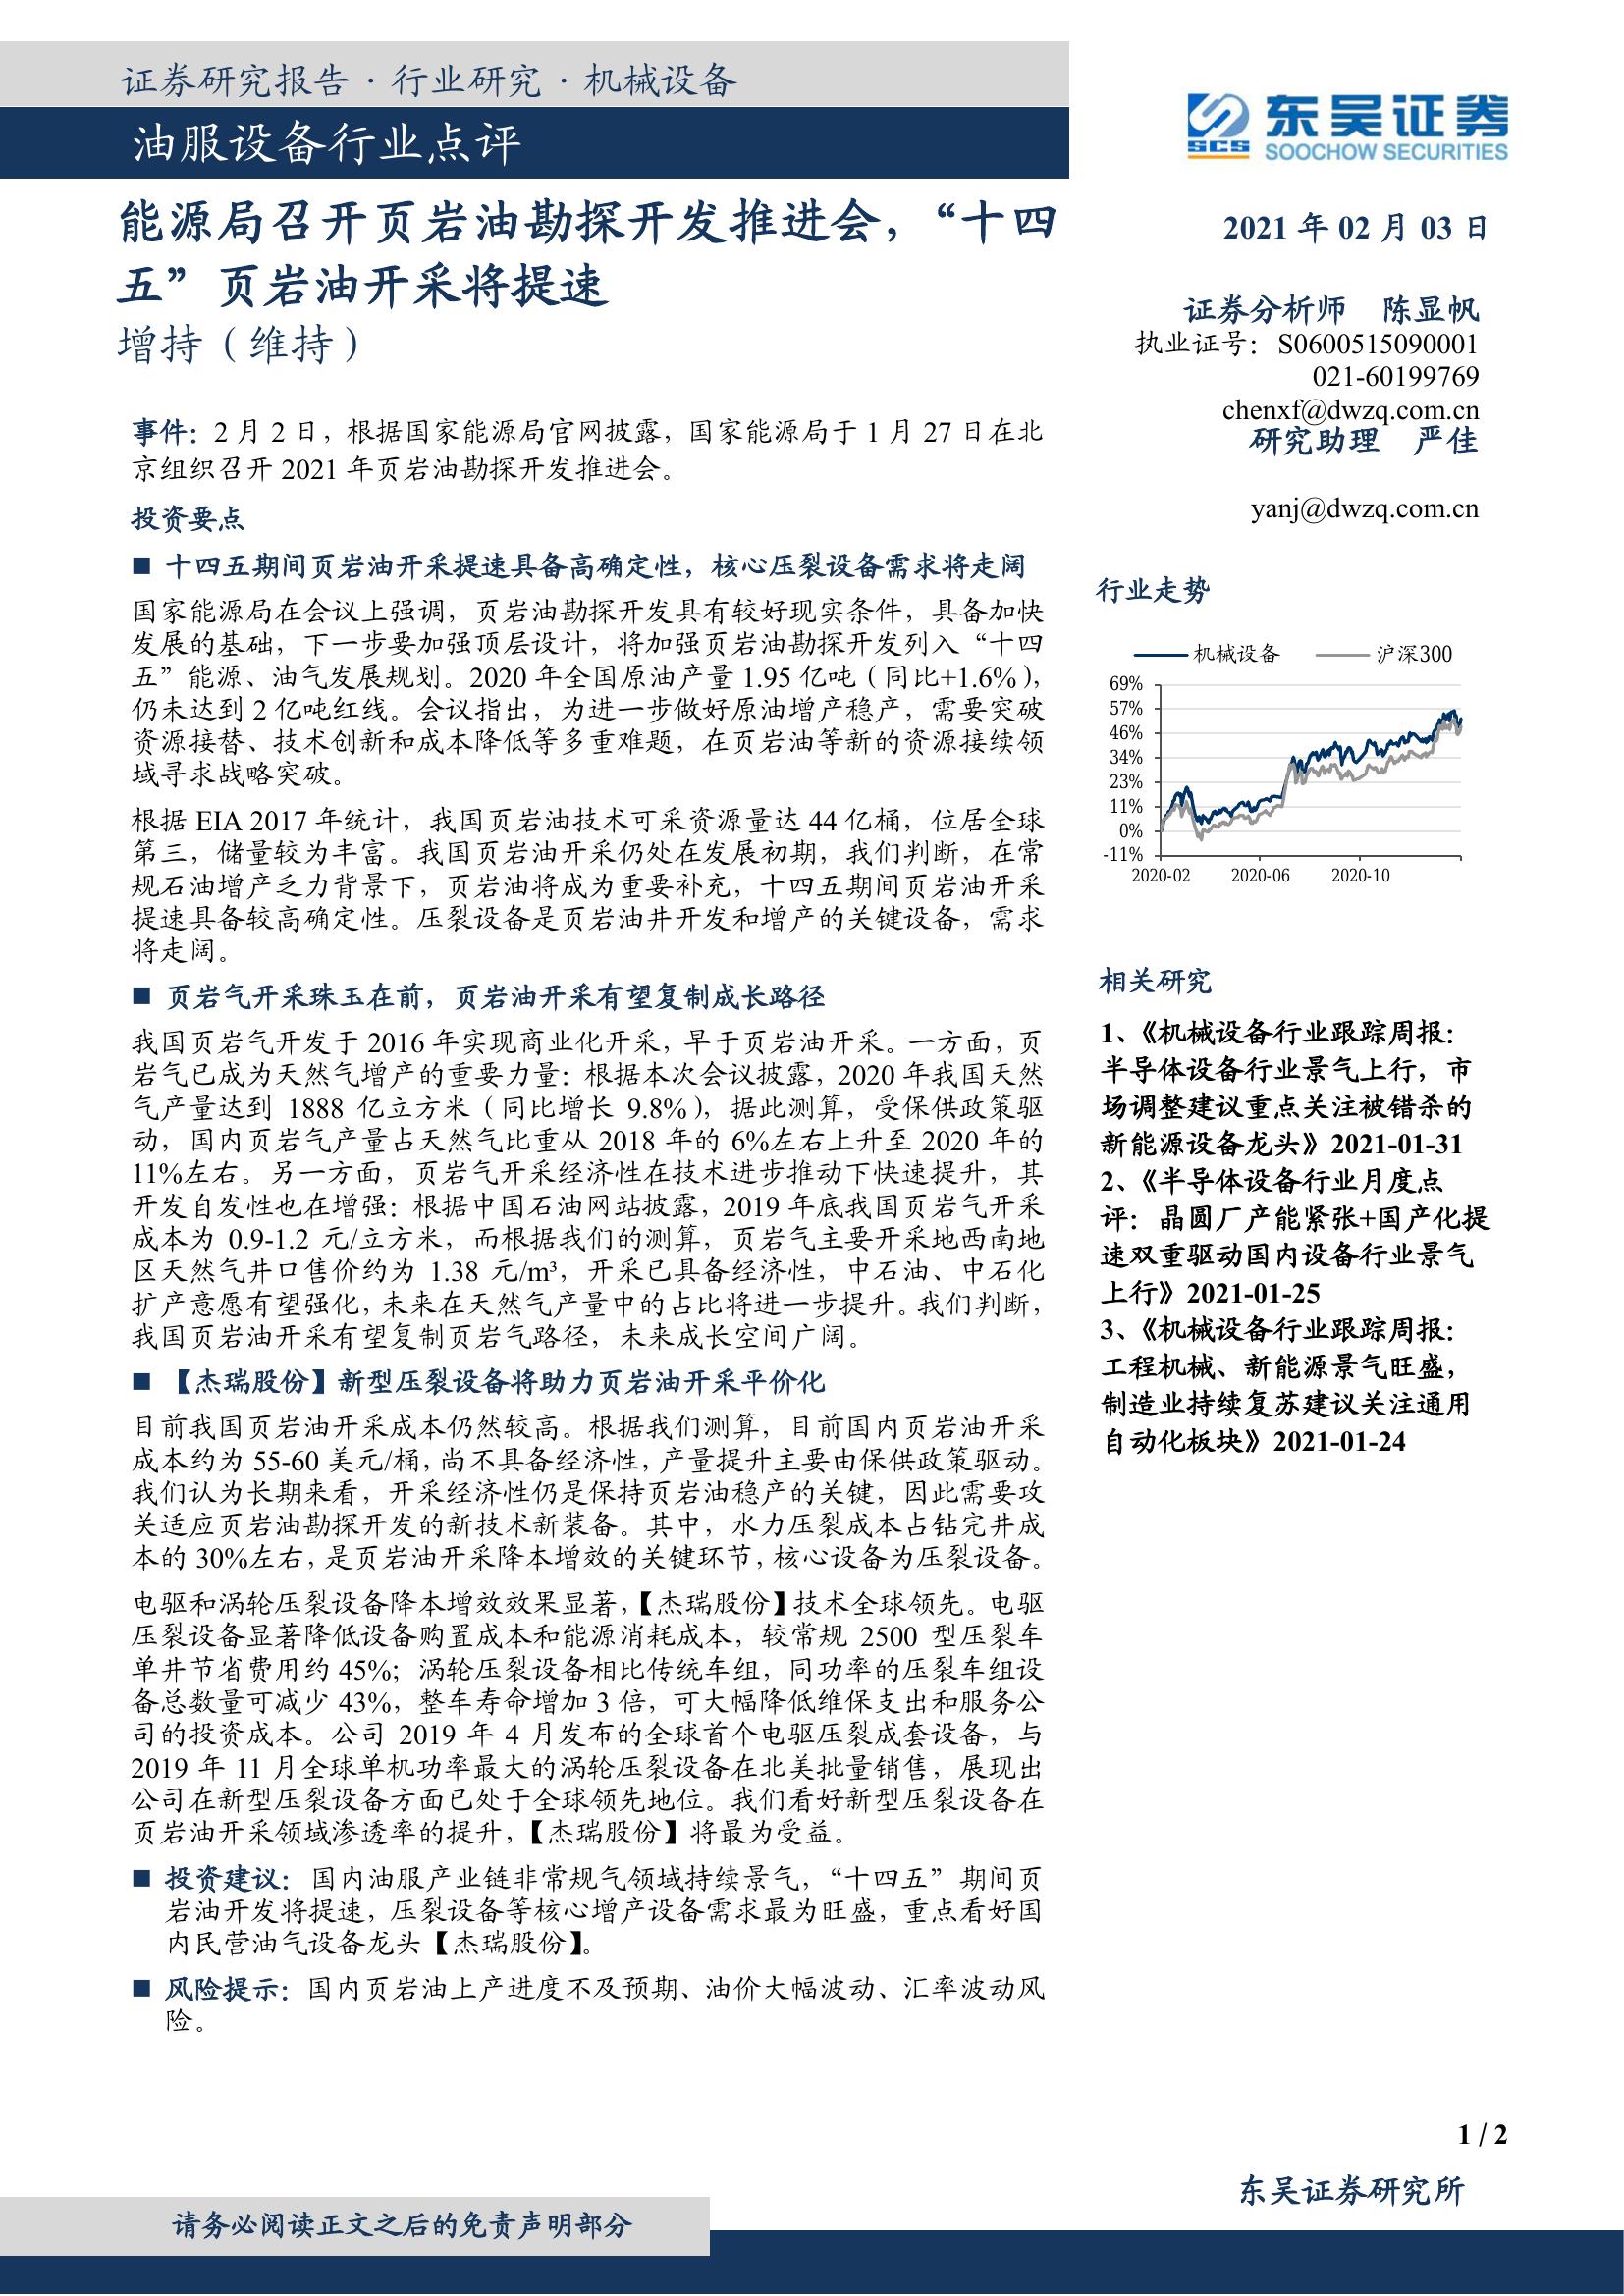 证券研究报告 · 行业研究 · 机械设备
油服设备行业点评
SCS
东吴证券
SOOCHOW SECURITIES
能源局召开页岩油勘探开发推进会，“十四
五”页岩油开采将提速
增持（维持）
2021 年 02 月 03 日
证券分析师 陈显帆
执业证号：S0600515090001
021-60199769
chenxf@dwzq.com.cn
研究助理 严佳
yanj@dwzq.com.cn
事件：2 月 2 日，根据国家能源局官网披露，国家能源局于 1 月 27 日在北
京组织召开 2021 年页岩油勘探开发推进会。
投资要点
■ 十四五期间页岩油开采提速具备高确定性，核心压裂设备需求将走阔
国家能源局在会议上强调，页岩油勘探开发具有较好现实条件，具备加快
发展的基础，下一步要加强顶层设计，将加强页岩油勘探开发列入“十四
五”能源、油气发展规划。2020 年全国原油产量 1.95 亿吨（同比+1.6%），
仍未达到 2 亿吨红线。会议指出，为进一步做好原油增产稳产，需要突破
资源接替、技术创新和成本降低等多重难题，在页岩油等新的资源接续领
域寻求战略突破。
根据 EIA 2017 年统计，我国页岩油技术可采资源量达 44 亿桶，位居全球
第三，储量较为丰富。我国页岩油开采仍处在发展初期，我们判断，在常
规石油增产乏力背景下，页岩油将成为重要补充，十四五期间页岩油开采
提速具备较高确定性。压裂设备是页岩油井开发和增产的关键设备，需求
将走阔。
■ 页岩气开采珠玉在前，页岩油开采有望复制成长路径
我国页岩气开发于 2016 年实现商业化开采，早于页岩油开采。一方面，页
岩气已成为天然气增产的重要力量：根据本次会议披露，2020 年我国天然
气产量达到 1888 亿立方米（同比增长 9.8%），据此测算，受保供政策驱
动，国内页岩气产量占天然气比重从 2018 年的 6%左右上升至 2020 年的
11%左右。另一方面，页岩气开采经济性在技术进步推动下快速提升，其
开发自发性也在增强：根据中国石油网站披露，2019 年底我国页岩气开采
成本为 0.9-1.2 元/立方米，而根据我们的测算，页岩气主要开采地西南地
区天然气井口售价约为 1.38 元/m³，开采已具备经济性，中石油、中石化
扩产意愿有望强化，未来在天然气产量中的占比将进一步提升。我们判断，
我国页岩油开采有望复制页岩气路径，未来成长空间广阔。
■ 【杰瑞股份】新型压裂设备将助力页岩油开采平价化
目前我国页岩油开采成本仍然较高。根据我们测算，目前国内页岩油开采
成本约为 55-60 美元/桶，尚不具备经济性，产量提升主要由保供政策驱动。
我们认为长期来看，开采经济性仍是保持页岩油稳产的关键，因此需要攻
关适应页岩油勘探开发的新技术新装备。其中，水力压裂成本占钻完井成
本的 30%左右，是页岩油开采降本增效的关键环节，核心设备为压裂设备。
电驱和涡轮压裂设备降本增效效果显著，【杰瑞股份】技术全球领先。电驱
压裂设备显著降低设备购置成本和能源消耗成本，较常规 2500 型压裂车
单井节省费用约 45%；涡轮压裂设备相比传统车组，同功率的压裂车组设
备总数量可减少 43%，整车寿命增加 3 倍，可大幅降低维保支出和服务公
司的投资成本。公司 2019 年 4 月发布的全球首个电驱压裂成套设备，与
2019 年 11 月全球单机功率最大的涡轮压裂设备在北美批量销售，展现出
公司在新型压裂设备方面已处于全球领先地位。我们看好新型压裂设备在
页岩油开采领域渗透率的提升，【杰瑞股份】将最为受益。
■ 投资建议：国内油服产业链非常规气领域持续景气，“十四五”期间页
岩油开发将提速，压裂设备等核心增产设备需求最为旺盛，重点看好国
内民营油气设备龙头【杰瑞股份】。
■ 风险提示：国内页岩油上产进度不及预期、油价大幅波动、汇率波动风
险。
行业走势
机械设备 沪深300
69%
57%
46%
34%
23%
11%
0%
-11%
2020-02 2020-06 2020-10
相关研究
1、《机械设备行业跟踪周报：
半导体设备行业景气上行，市
场调整建议重点关注被错杀的
新能源设备龙头》2021-01-31
2、《半导体设备行业月度点
评：晶圆厂产能紧张+国产化提
速双重驱动国内设备行业景气
上行》2021-01-25
3、《机械设备行业跟踪周报：
工程机械、新能源景气旺盛，
制造业持续复苏建议关注通用
自动化板块》2021-01-24
1 / 2
东吴证券研究所
请务必阅读正文之后的免责声明部分